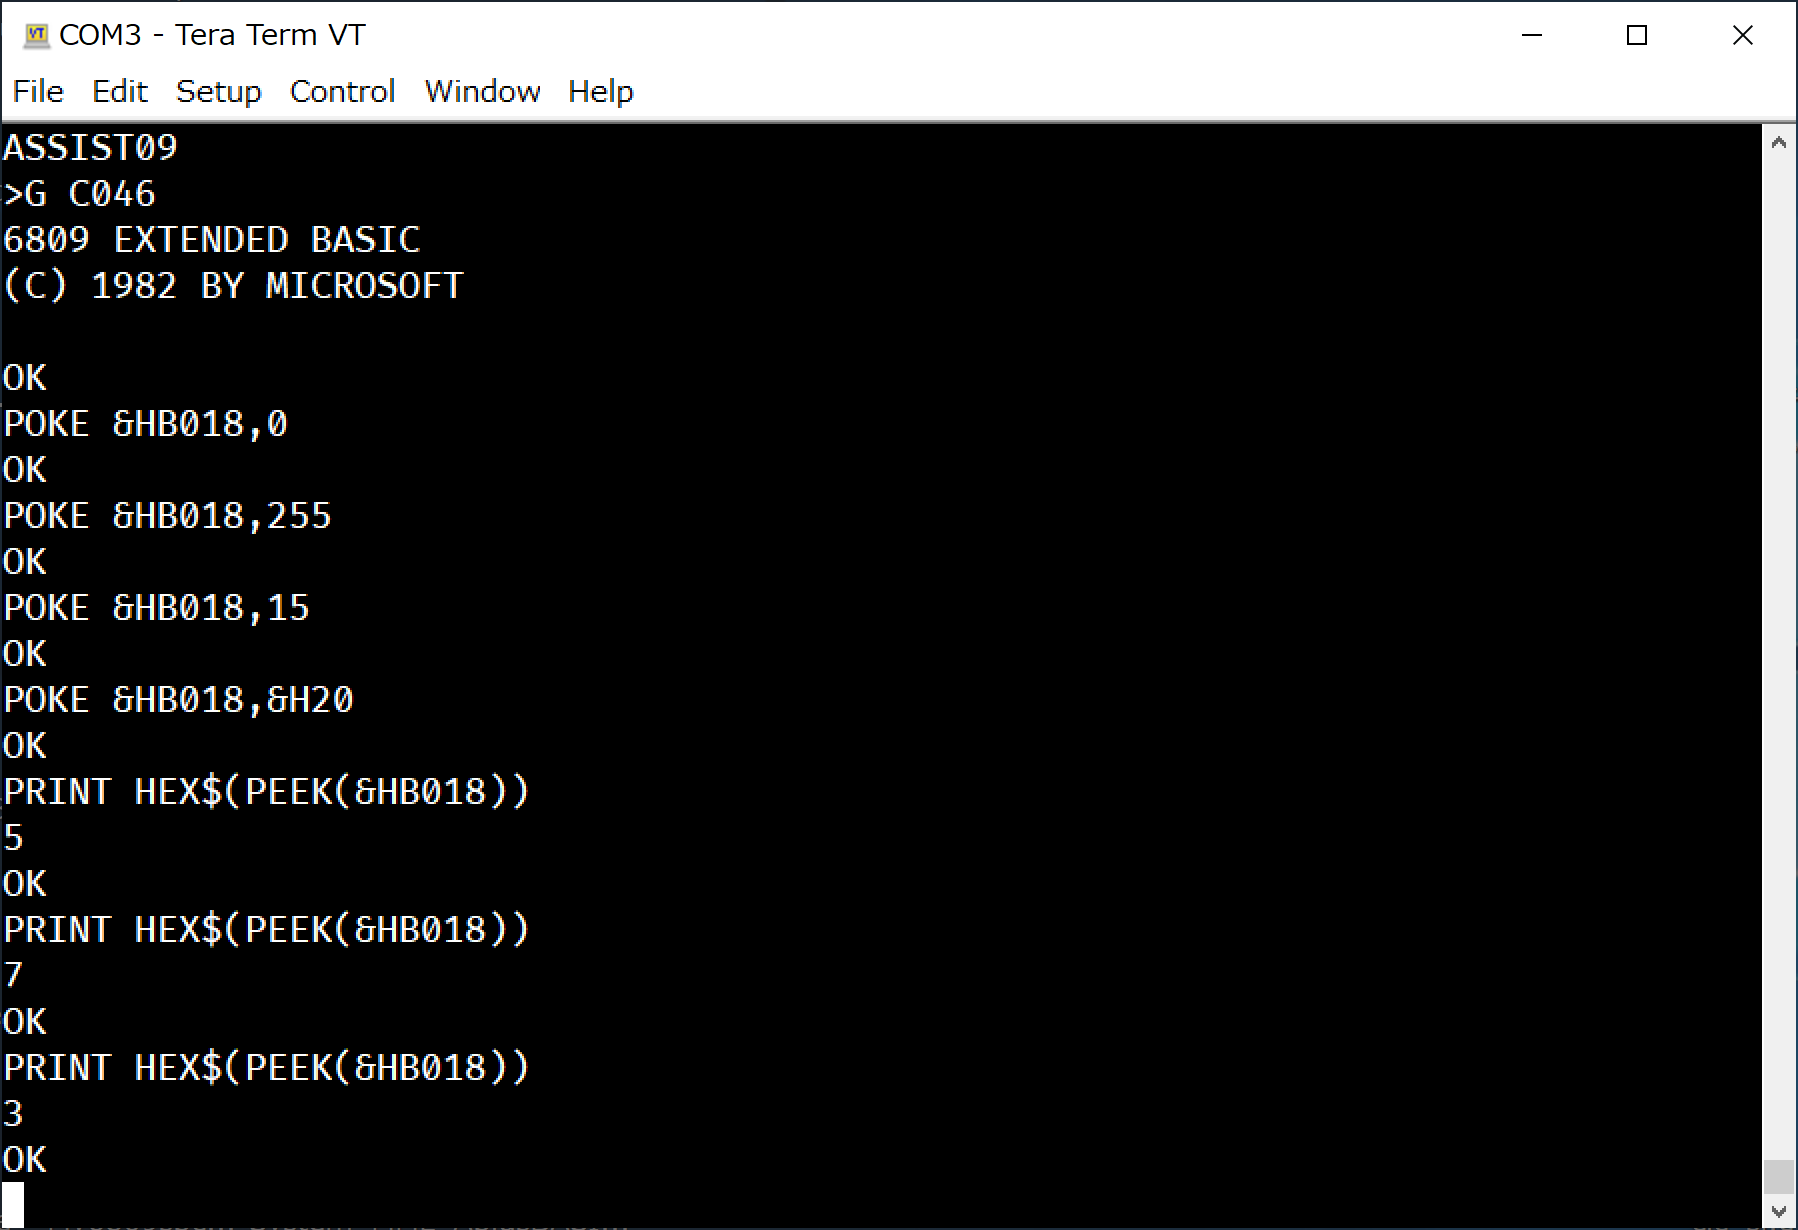 COM3 - Tera Term VT
File Edit Setup Control Window Help
ASSIST09
>G C046
6809 EXTENDED BASIC
(C) 1982 BY MICROSOFT
OK
POKE &HB018,0
OK
POKE &HB018,255
OK
POKE &HB018,15
OK
POKE &HB018,&H20
OK
PRINT HEX$(PEEK(&HB018))
5
OK
PRINT HEX$(PEEK(&HB018))
7
OK
PRINT HEX$(PEEK(&HB018))
3
OK